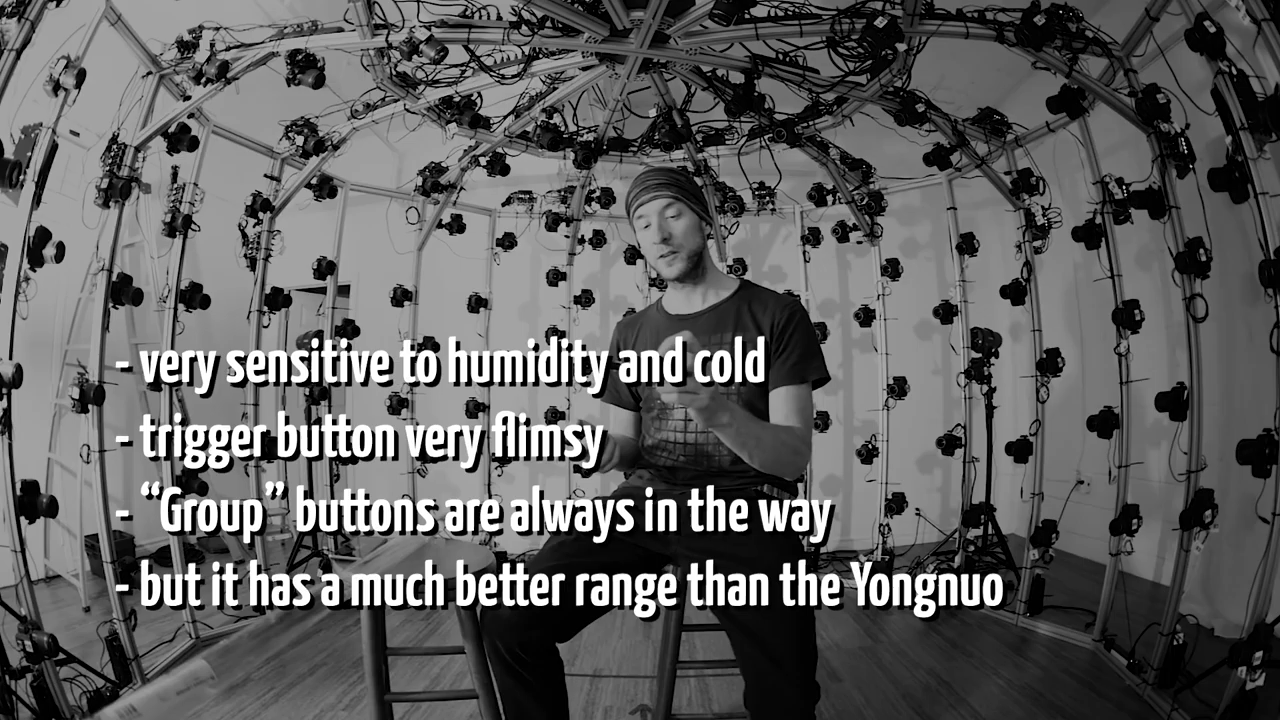 - very sensitive to humidity and cold
- trigger button very flimsy
- “Group” buttons are always in the way
- but it has a much better range than the Yongnuo